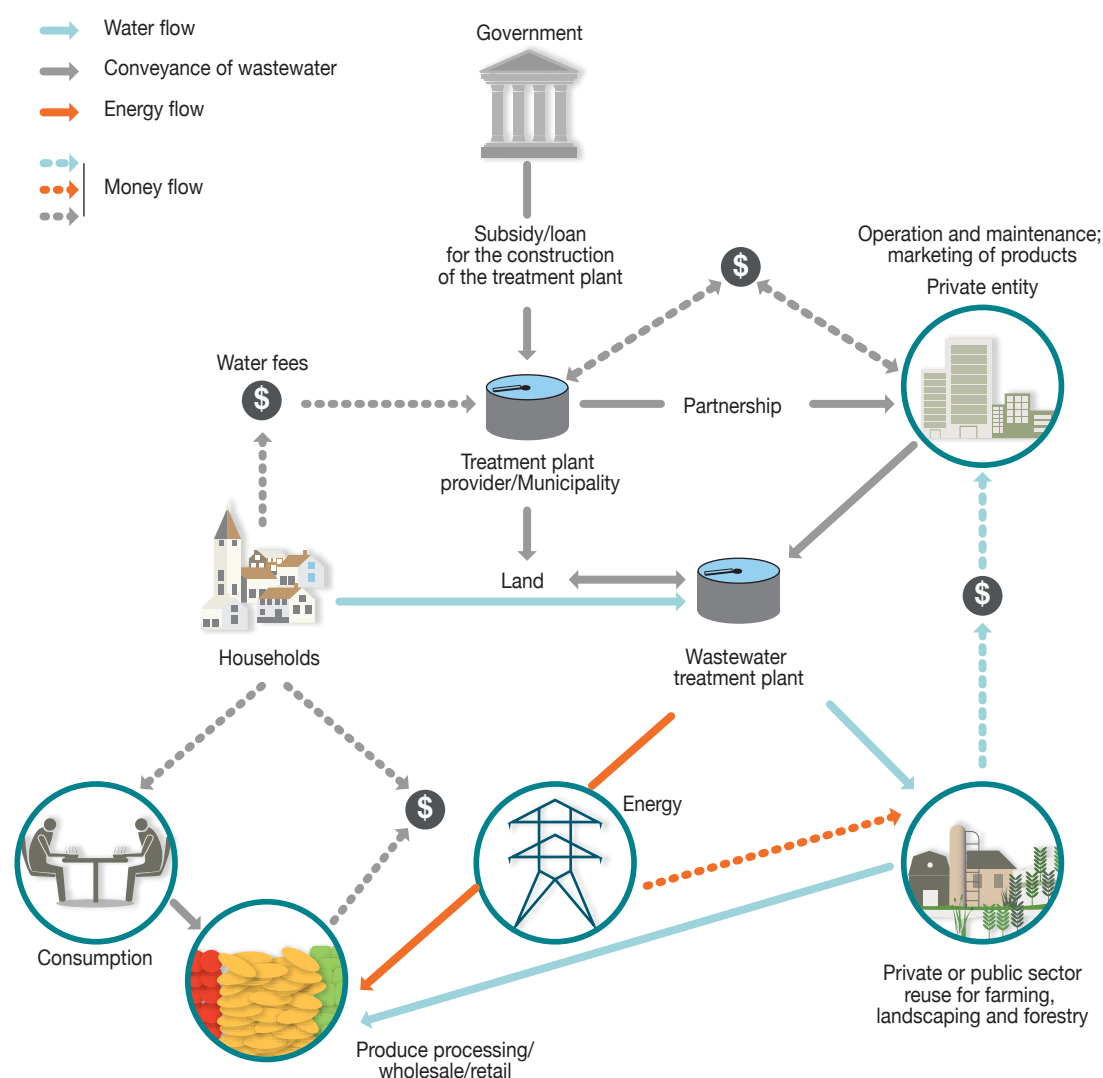 Water flow
Conveyance of wastewater
Energy flow
Money flow
Government
Subsidy/loan
for the construction
of the treatment plant
$
Operation and maintenance;
marketing of products
Private entity
Water fees
$
Partnership
Treatment plant
provider/Municipality
Land
$
Households
Wastewater
treatment plant
$
Energy
Consumption
Private or public sector
reuse for farming,
landscaping and forestry
Produce processing/
wholesale/retail